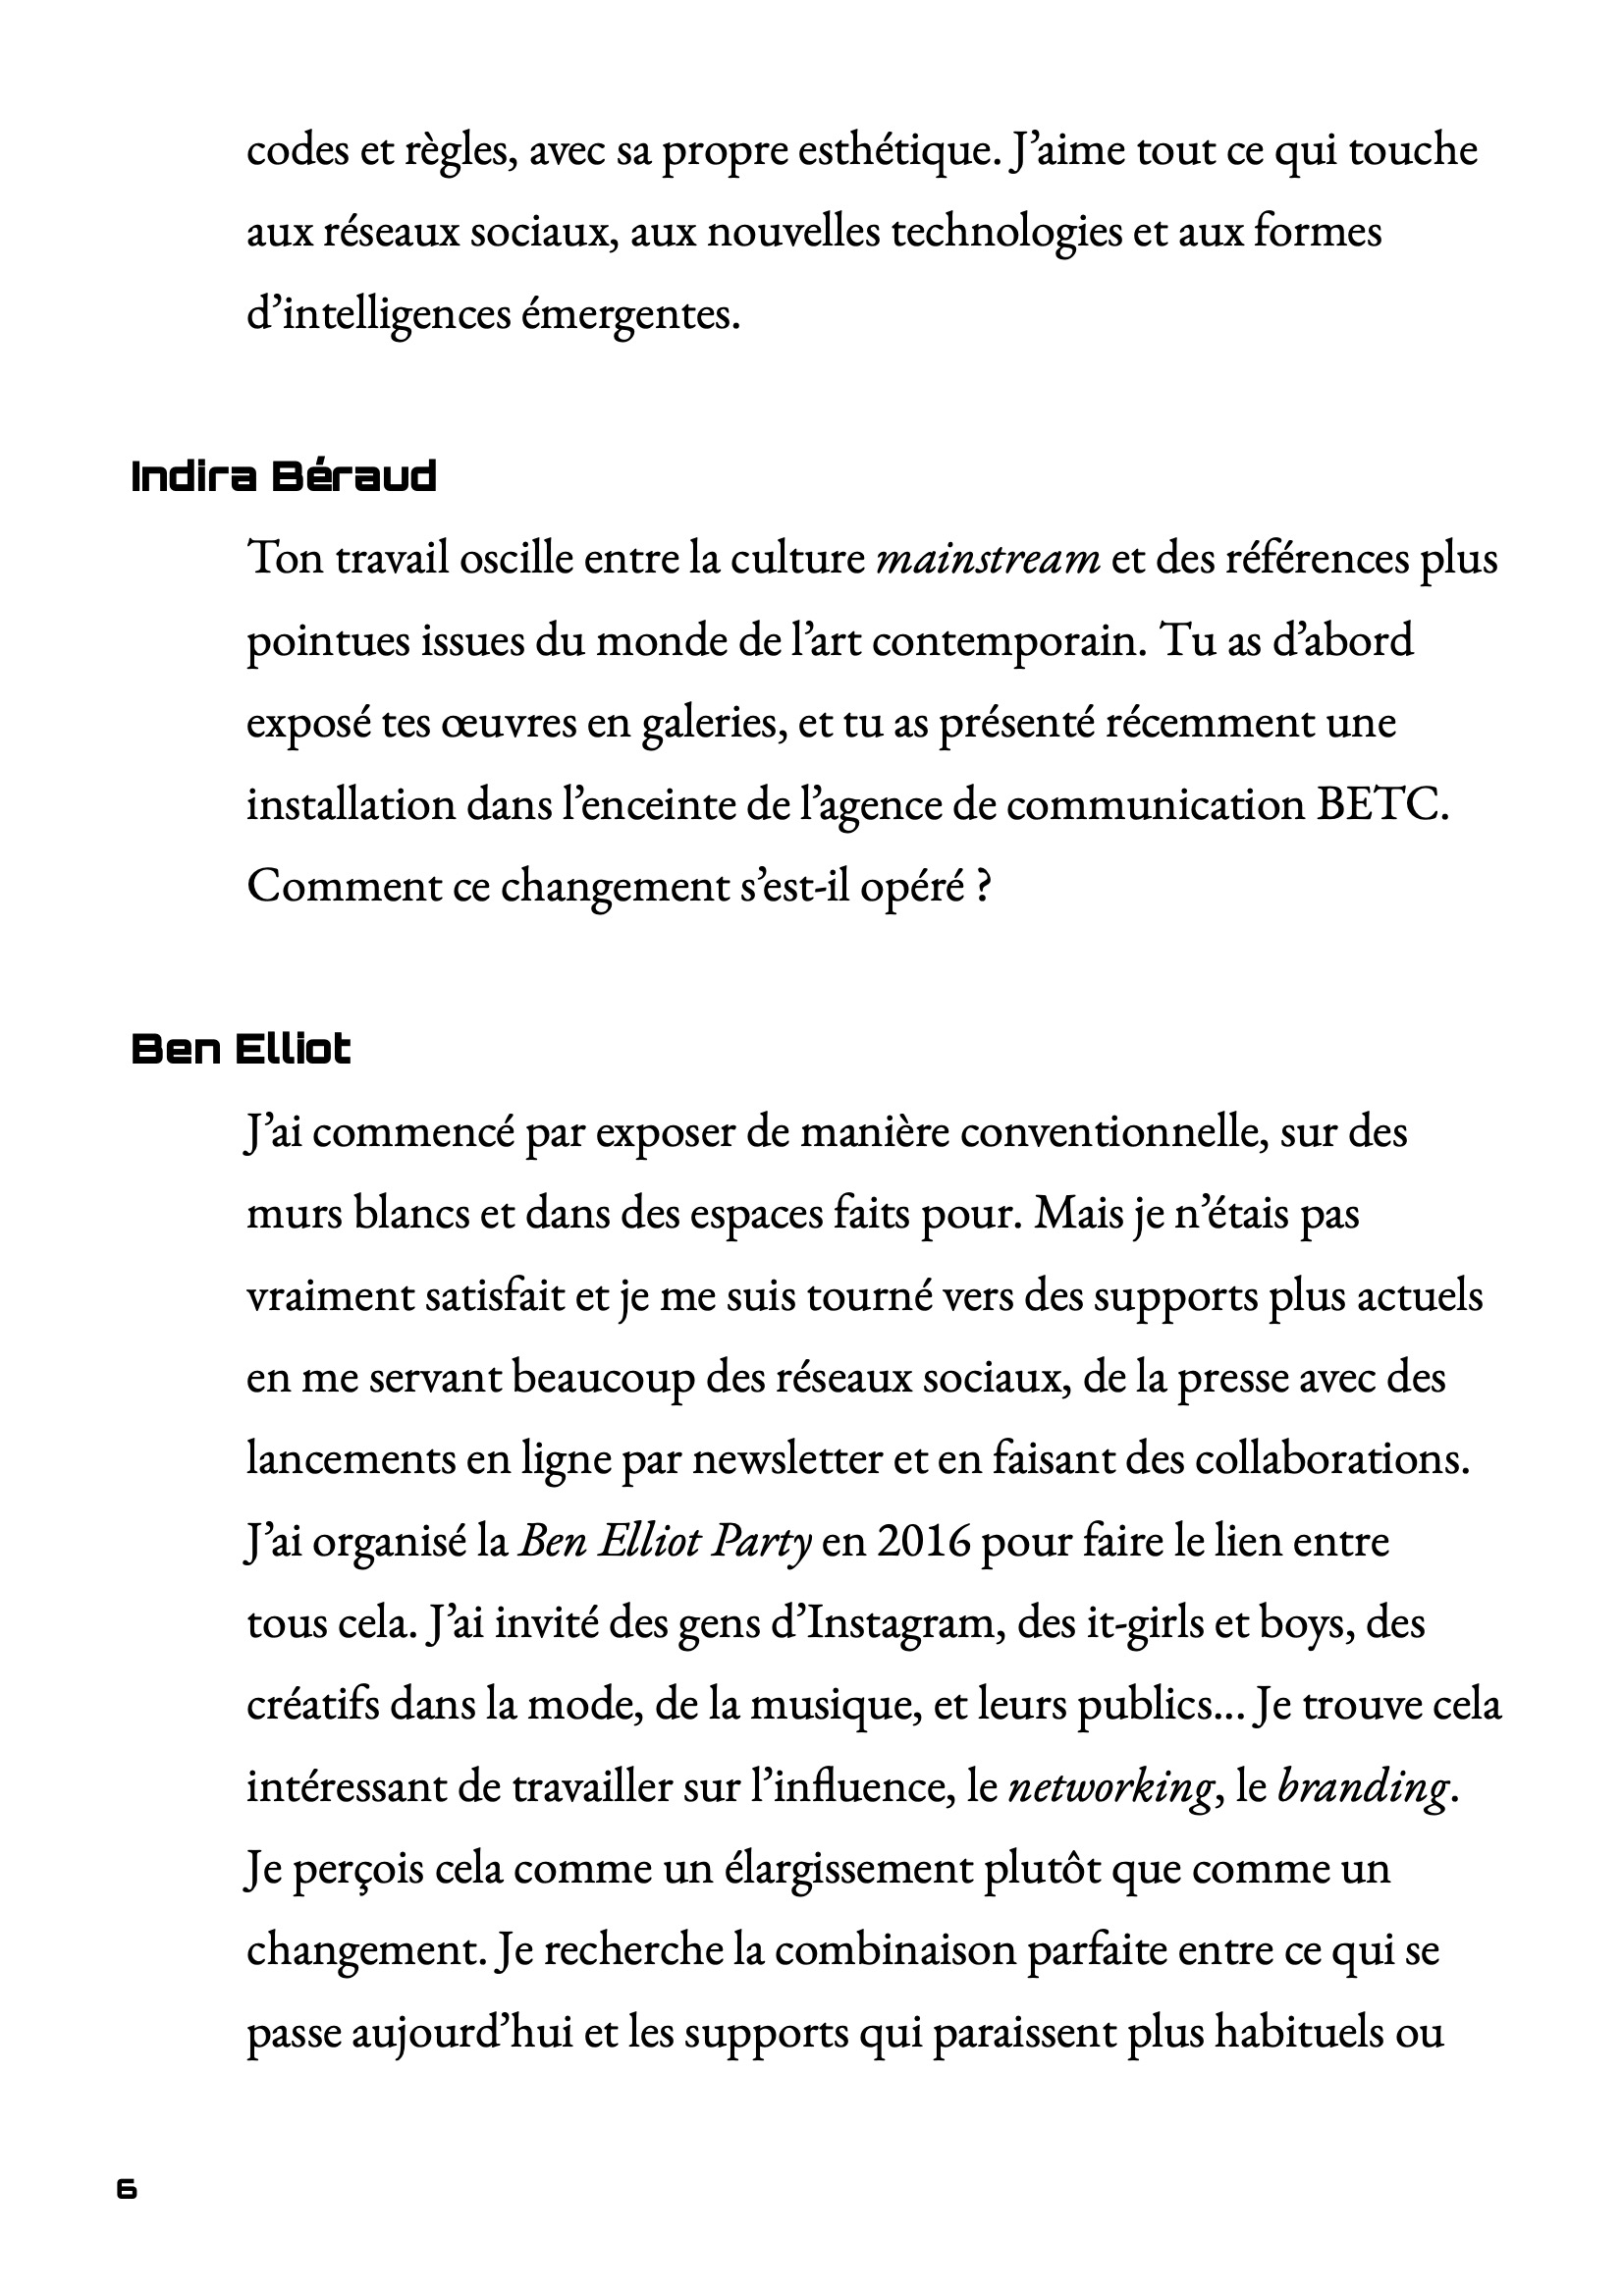 codes et règles, avec sa propre esthétique. J’aime tout ce qui touche
aux réseaux sociaux, aux nouvelles technologies et aux formes
d’intelligences émergentes.
Indira Béraud
Ton travail oscille entre la culture mainstream et des références plus
pointues issues du monde de l’art contemporain. Tu as d’abord
exposé tes œuvres en galeries, et tu as présenté récemment une
installation dans l’enceinte de l’agence de communication BETC.
Comment ce changement s’est-il opéré ?
Ben Elliot
J’ai commencé par exposer de manière conventionnelle, sur des
murs blancs et dans des espaces faits pour. Mais je n’étais pas
vraiment satisfait et je me suis tourné vers des supports plus actuels
en me servant beaucoup des réseaux sociaux, de la presse avec des
lancements en ligne par newsletter et en faisant des collaborations.
J’ai organisé la Ben Elliot Party en 2016 pour faire le lien entre
tous cela. J’ai invité des gens d’Instagram, des it-girls et boys, des
créatifs dans la mode, de la musique, et leurs publics… Je trouve cela
intéressant de travailler sur l’influence, le networking, le branding.
Je perçois cela comme un élargissement plutôt que comme un
changement. Je recherche la combinaison parfaite entre ce qui se
passe aujourd’hui et les supports qui paraissent plus habituels ou
6